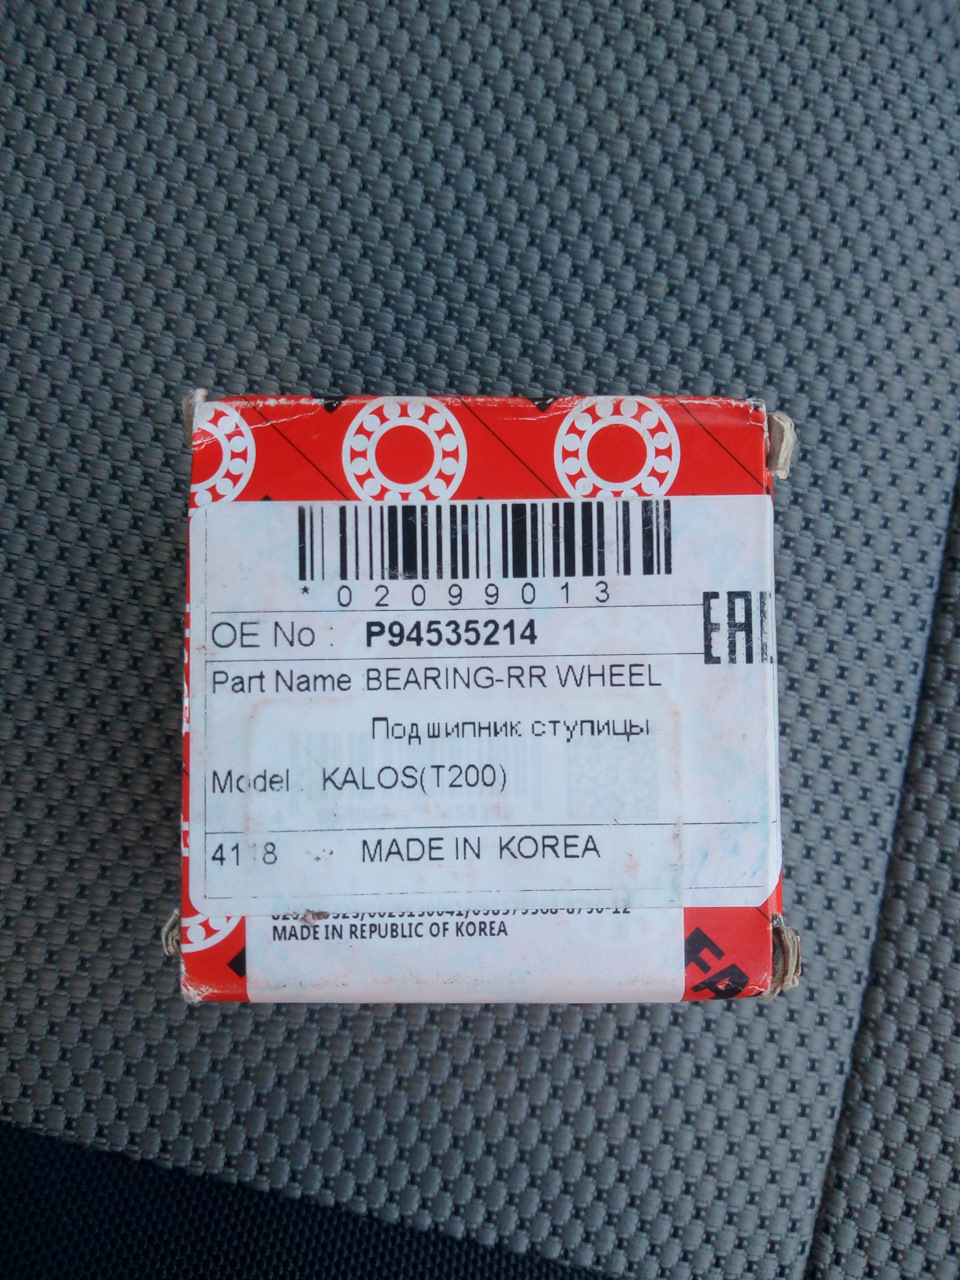 *02099013
EAC
OE No : P94535214
Part Name BEARING-RR WHEEL
Подшипник ступицы
Model : KALOS(T200)
MADE IN KOREA
MADE IN REPUBLIC OF KOREA